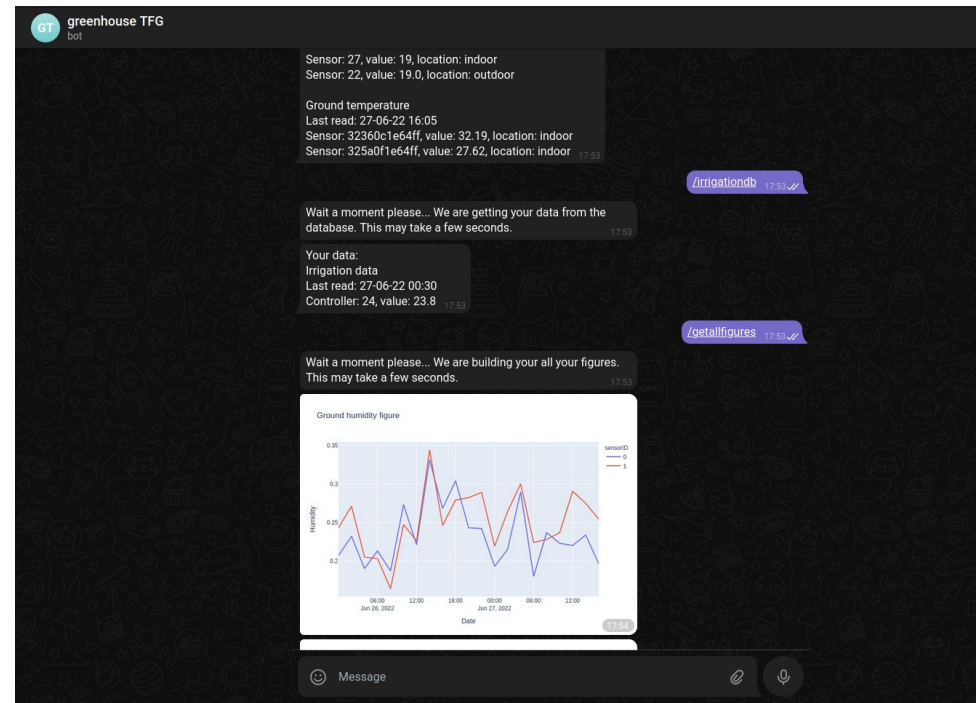 GT
greenhouse TFG
bot
Sensor: 27, value: 19, location: indoor
Sensor: 22, value: 19.0, location: outdoor
Ground temperature
Last read: 27-06-22 16:05
Sensor: 32360c1e64ff, value: 32.19, location: indoor
Sensor: 325a0f1e64ff, value: 27.62, location: indoor 17:53
/irrigationdb 17:53
Wait a moment please... We are getting your data from the
database. This may take a few seconds. 17:53
Your data:
Irrigation data
Last read: 27-06-22 00:30
Controller: 24, value: 23.8 17:53
/getallfigures 17:53
Wait a moment please... We are building your all your figures.
This may take a few seconds. 17:53
Ground humidity figure
sensorID
0
1
0.35
0.3
0.25
0.2
Humidity
06:00 12:00 18:00 00:00 06:00 12:00
Jun 26, 2022 Jun 27, 2022
Date
17:54
Message